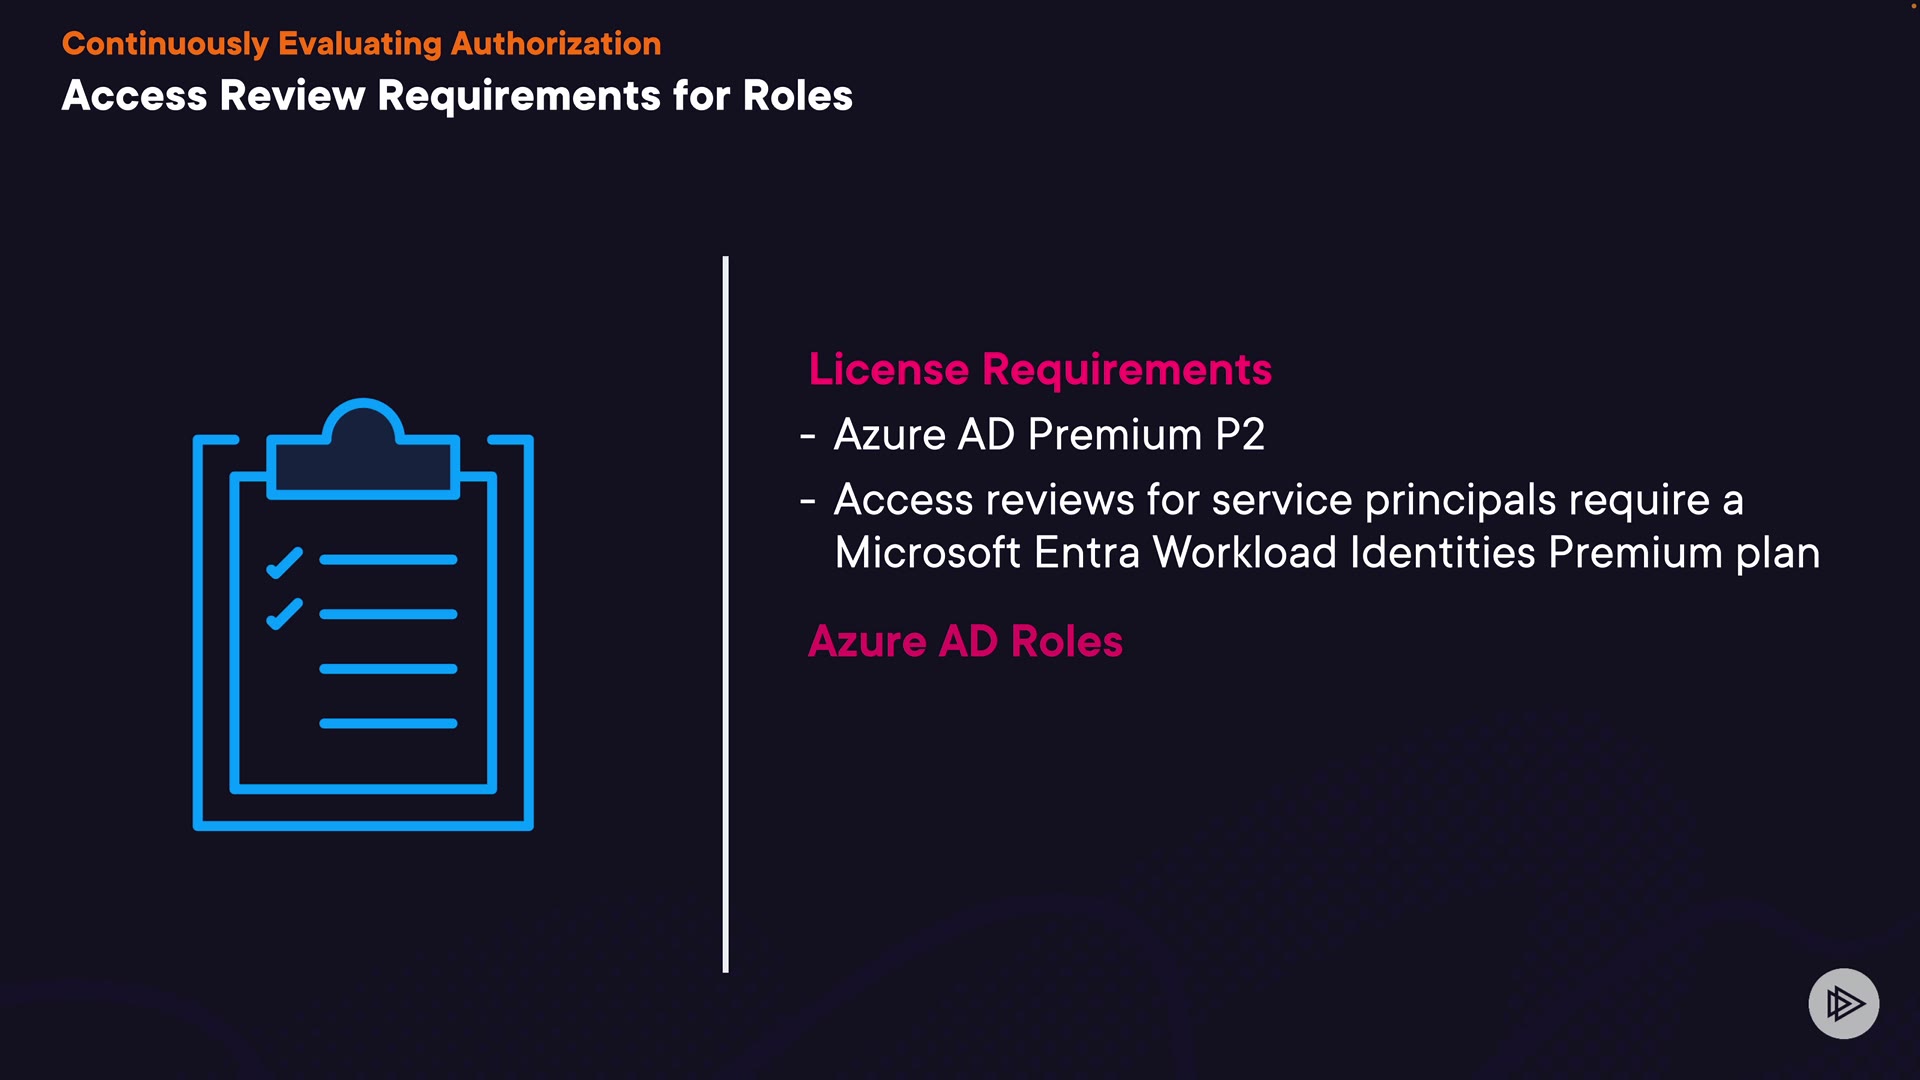 Continuously Evaluating Authorization
Access Review Requirements for Roles
License Requirements
- Azure AD Premium P2
- Access reviews for service principals require a
Microsoft Entra Workload Identities Premium plan
Azure AD Roles